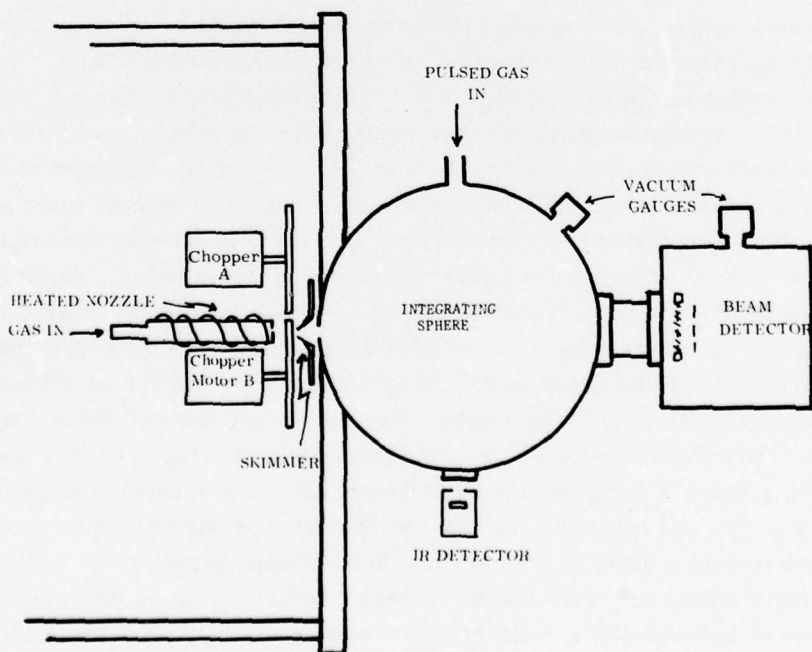 PULSED GAS
IN
VACUUM
GAUGES
Chopper
A
HEATED NOZZLE
GAS IN
INTEGRATING
SPHERE
BEAM
DETECTOR
Chopper
Motor B
SKIMMER
IR DETECTOR